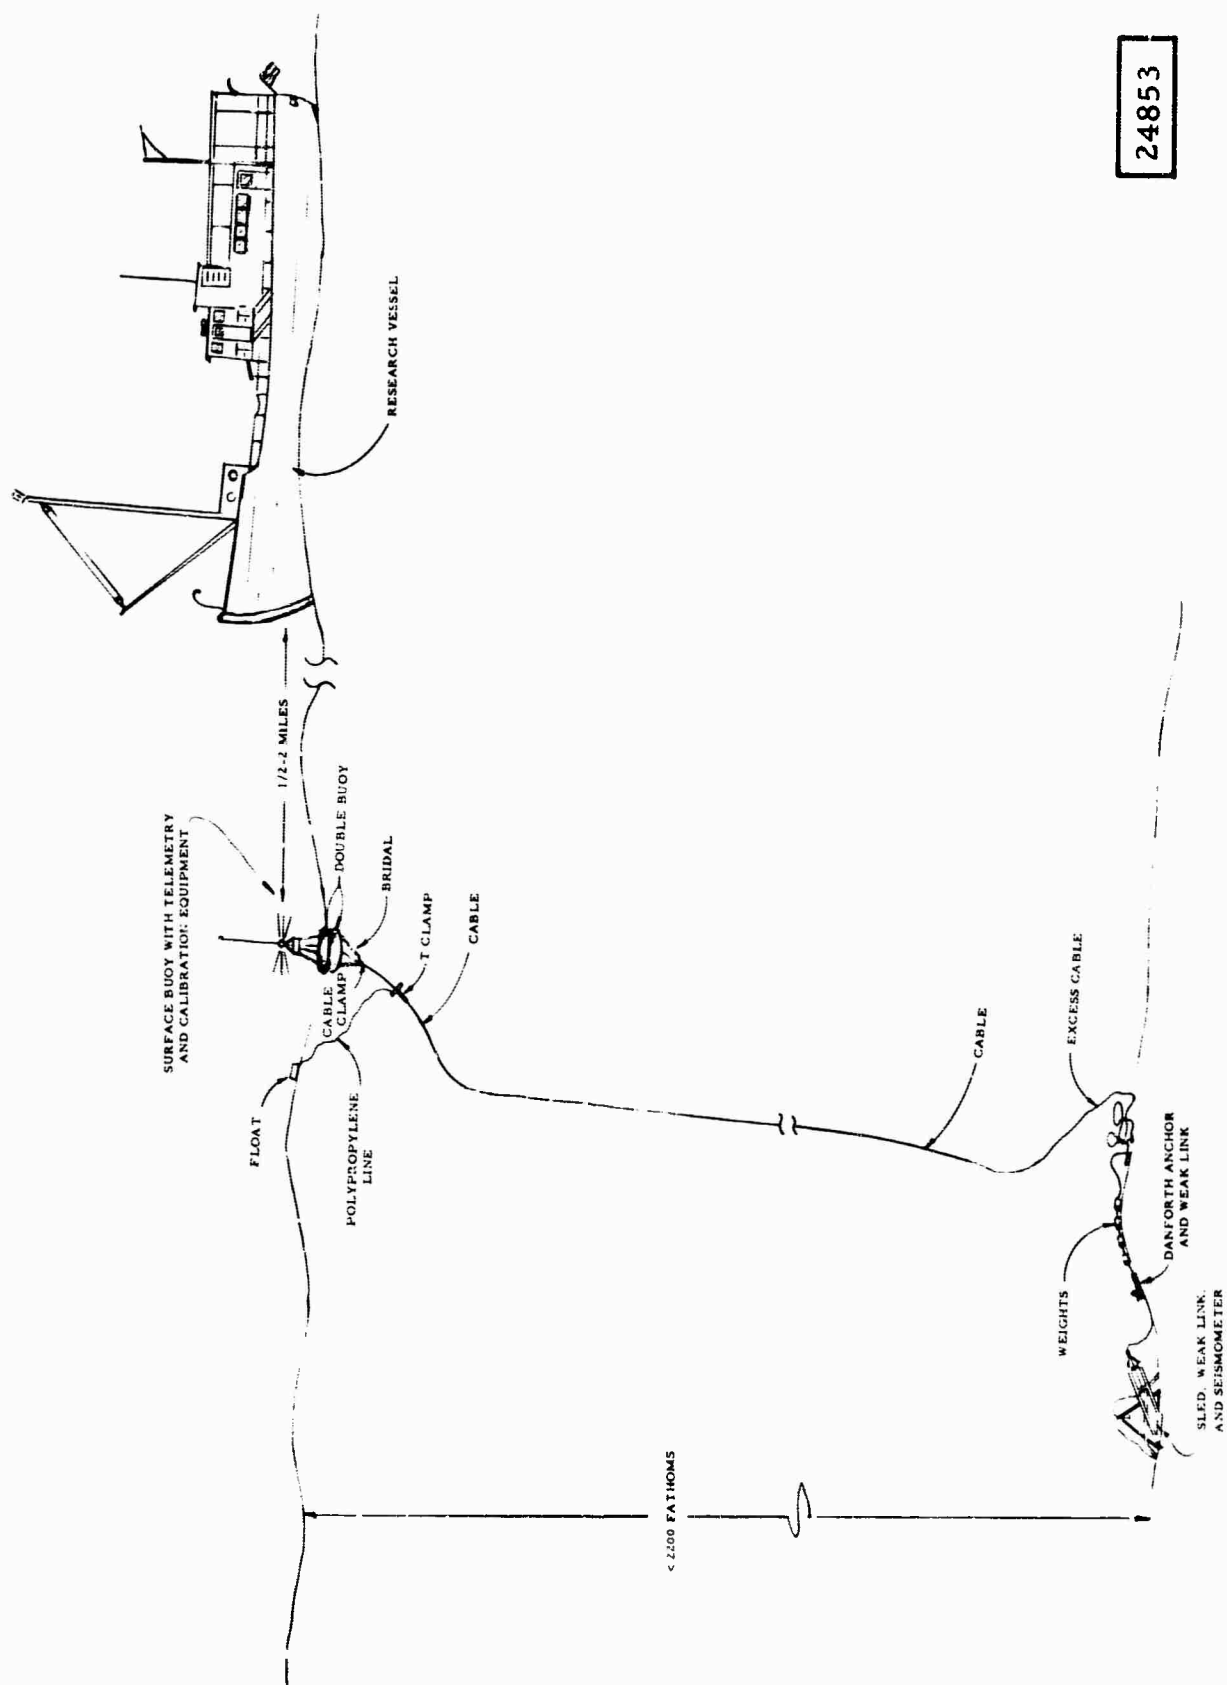 SURFACE BUOY WITH TELEMETRY
AND CALIBRATION EQUIPMENT
1/2-2 MILES
FLOAT
CABLE
CLAMP
DOUBLE BUOY
RESEARCH VESSEL
POLYPROPYLENE
LINE
BRIDAL
T CLAMP
CABLE
< 2200 FATHOMS
CABLE
WEIGHTS
EXCESS CABLE
DANFORTH ANCHOR
AND WEAK LINK
SLED, WEAK LINK,
AND SEISMOMETER
24853